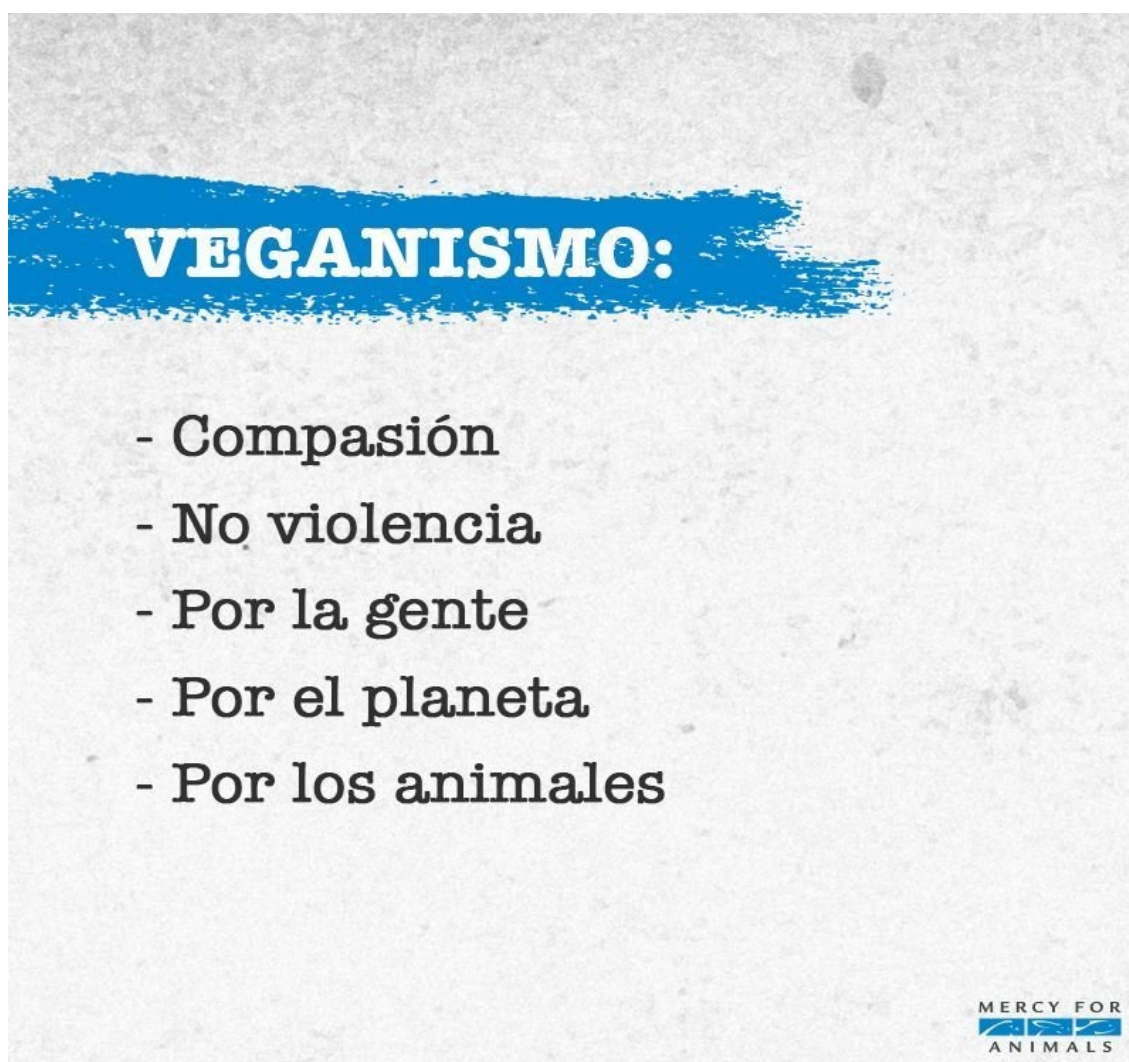 VEGANISMO:
- Compasión
- No violencia
- Por la gente
- Por el planeta
- Por los animales
MERCY FOR
ANIMALS